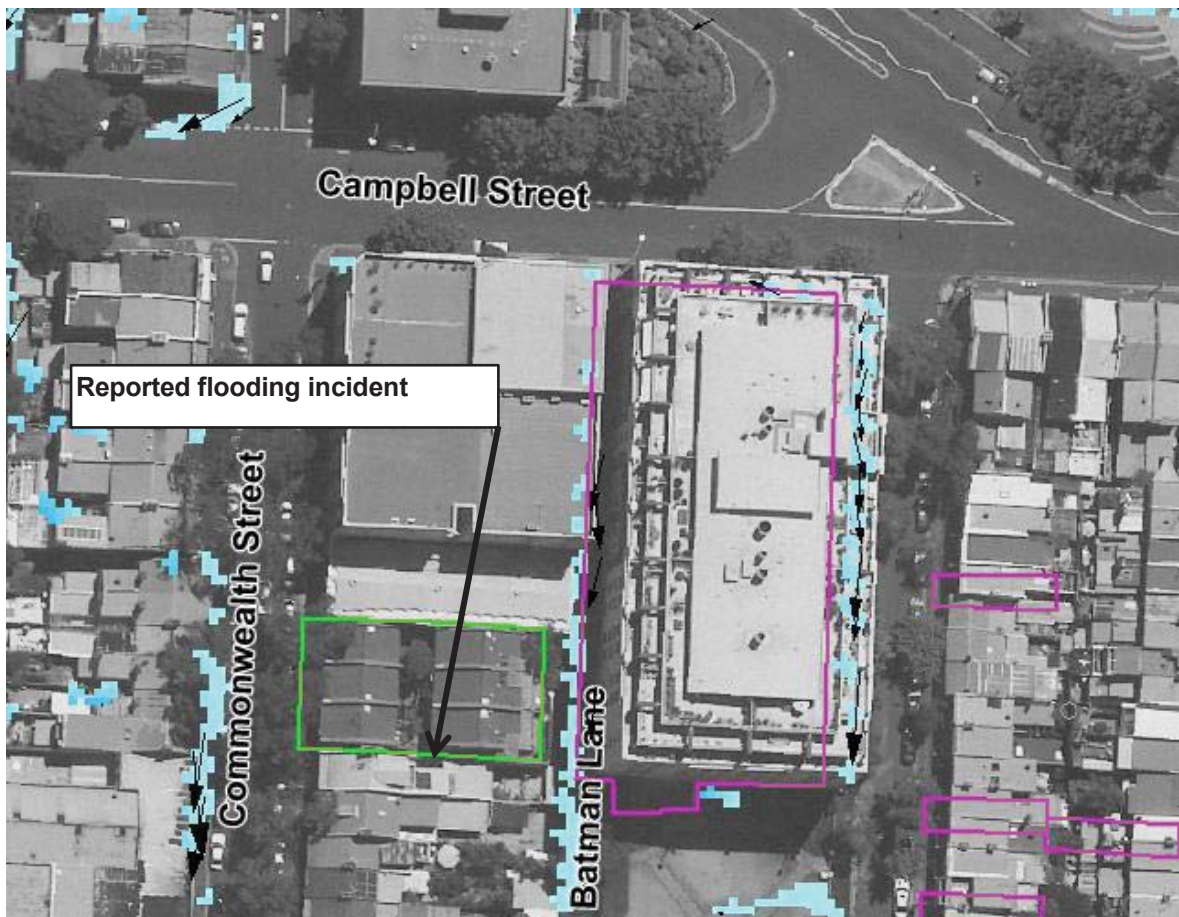 Campbell Street
Reported flooding incident
Commonwealth Street
Batman Lane